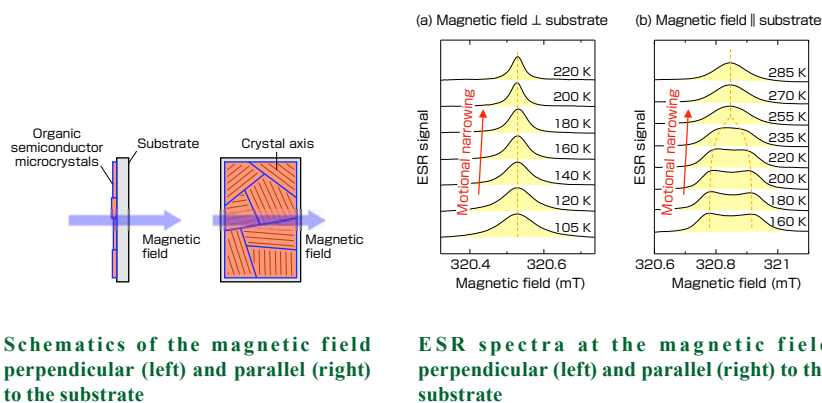 (a) Magnetic field ⊥ substrate
(b) Magnetic field ∥ substrate
Organic
semiconductor
microcrystals
Substrate
Magnetic
field
Crystal axis
Magnetic
field
ESR signal
Motional narrowing
220 K
200 K
180 K
160 K
140 K
120 K
105 K
320.4
320.6
Magnetic field (mT)
ESR signal
Motional narrowing
285 K
270 K
255 K
235 K
220 K
200 K
180 K
160 K
320.6
320.8
321
Magnetic field (mT)
Schematics of the magnetic field
perpendicular (left) and parallel (right)
to the substrate
ESR spectra at the magnetic field
perpendicular (left) and parallel (right) to th
substrate